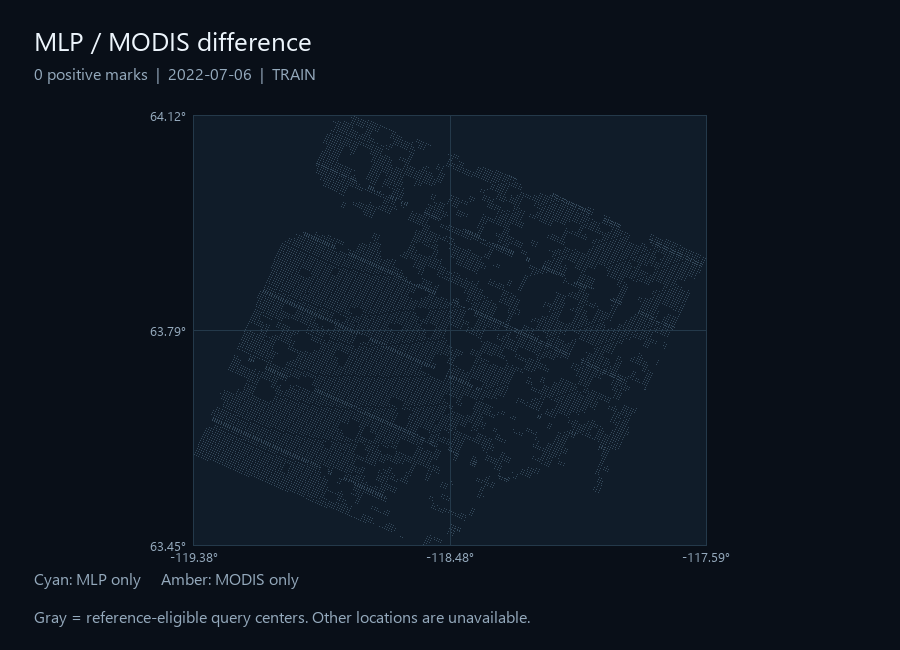 MLP / MODIS difference
0 positive marks | 2022-07-06 | TRAIN
64.12°
63.79°
63.45°
-119.38° -118.48° -117.59°
Cyan: MLP only Amber: MODIS only
Gray = reference-eligible query centers. Other locations are unavailable.